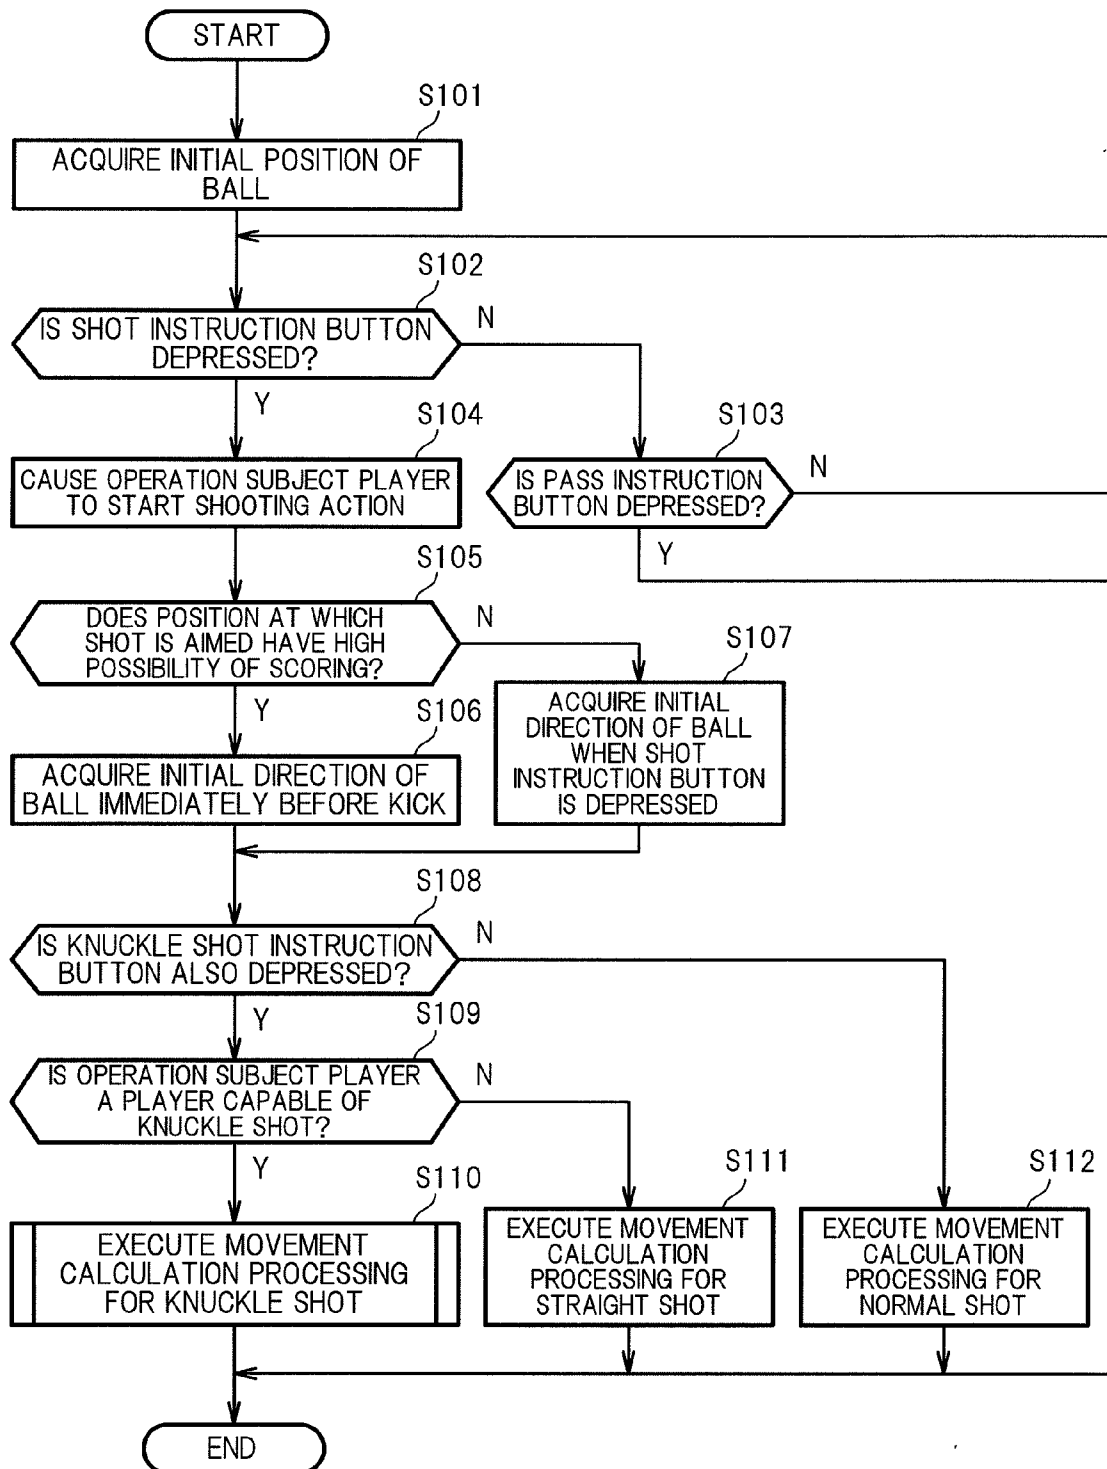 START
S101
ACQUIRE INITIAL POSITION OF
BALL
S102
IS SHOT INSTRUCTION BUTTON
DEPRESSED?
N
Y
S103
IS PASS INSTRUCTION
BUTTON DEPRESSED?
N
Y
S104
CAUSE OPERATION SUBJECT PLAYER
TO START SHOOTING ACTION
S105
DOES POSITION AT WHICH
SHOT IS AIMED HAVE HIGH
POSSIBILITY OF SCORING?
N
Y
S106
ACQUIRE INITIAL DIRECTION OF
BALL IMMEDIATELY BEFORE KICK
S107
ACQUIRE INITIAL
DIRECTION OF BALL
WHEN SHOT
INSTRUCTION BUTTON
IS DEPRESSED
S108
IS KNUCKLE SHOT INSTRUCTION
BUTTON ALSO DEPRESSED?
N
Y
S109
IS OPERATION SUBJECT PLAYER
A PLAYER CAPABLE OF
KNUCKLE SHOT?
N
Y
S110
EXECUTE MOVEMENT
CALCULATION PROCESSING
FOR KNUCKLE SHOT
S111
EXECUTE MOVEMENT
CALCULATION
PROCESSING FOR
STRAIGHT SHOT
S112
EXECUTE MOVEMENT
CALCULATION
PROCESSING FOR
NORMAL SHOT
END